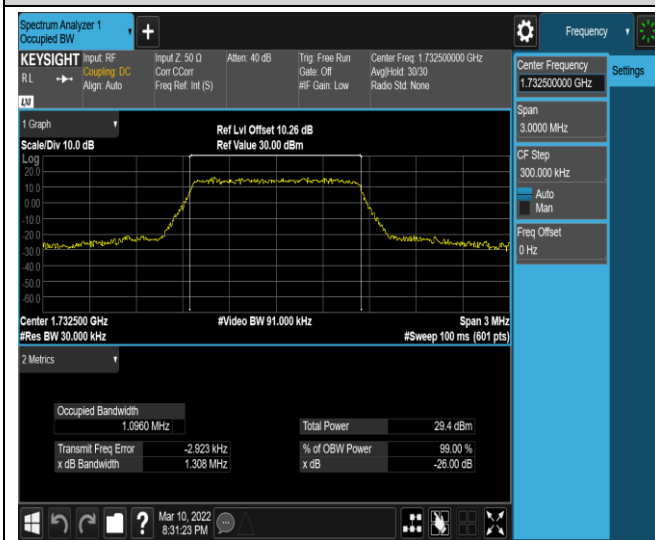 Spectrum Analyzer 1
Occupied BW
+
Frequency
KEYSIGHT
RL
LXI
Input: RF
Coupling: DC
Align: Auto
Input Z: 50 Ω
Corr CCorr
Freq Ref: Int (S)
Atten: 40 dB
Trig: Free Run
Gate: Off
#IF Gain: Low
Center Freq: 1.732500000 GHz
Avg|Hold: 30/30
Radio Std: None
Center Frequency
1.732500000 GHz
Settings
Span
3.0000 MHz
CF Step
300.000 kHz
Auto
Man
Freq Offset
0 Hz
1 Graph
Scale/Div 10.0 dB
Ref Lvl Offset 10.26 dB
Ref Value 30.00 dBm
Log
20.0
10.0
0.00
-10.0
-20.0
-30.0
-40.0
-50.0
-60.0
Center 1.732500 GHz
#Video BW 91.000 kHz
Span 3 MHz
#Res BW 30.000 kHz
#Sweep 100 ms (601 pts)
2 Metrics
Occupied Bandwidth
1.0960 MHz
Total Power 29.4 dBm
Transmit Freq Error -2.923 kHz
% of OBW Power 99.00 %
x dB Bandwidth 1.308 MHz
x dB -26.00 dB
?
Mar 10, 2022
8:31:23 PM